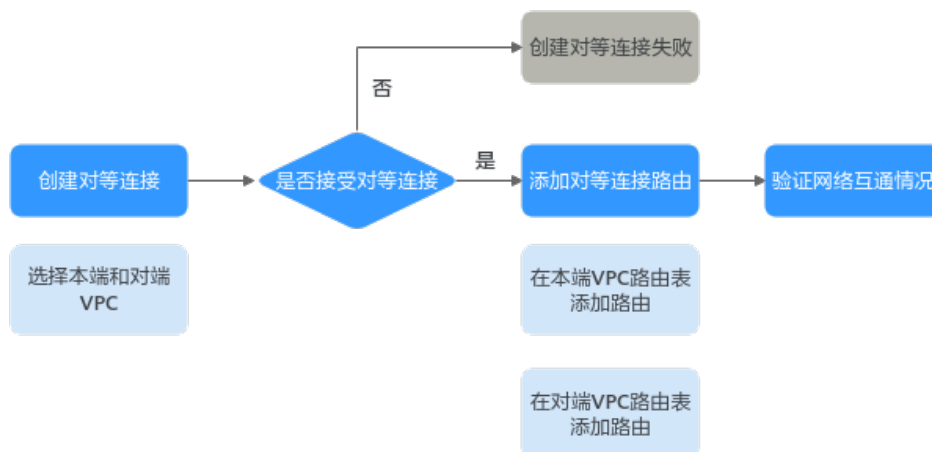 创建对等连接失败
否
创建对等连接
是否接受对等连接
是
添加对等连接路由
验证网络互通情况
选择本端和对端
VPC
在本端VPC路由表
添加路由
在对端VPC路由表
添加路由